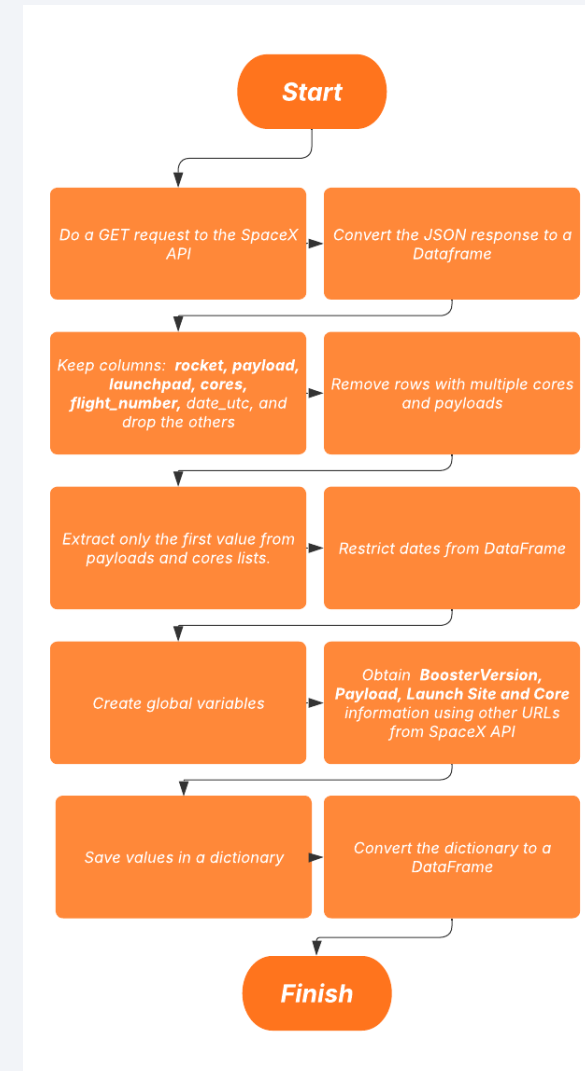 Start
Do a GET request to the SpaceX
API
Convert the JSON response to a
Dataframe
Keep columns: rocket, payload,
launchpad, cores,
flight_number, date_utc, and
drop the others
Remove rows with multiple cores
and payloads
Extract only the first value from
payloads and cores lists.
Restrict dates from DataFrame
Create global variables
Obtain BoosterVersion,
Payload, Launch Site and Core
information using other URLs
from SpaceX API
Save values in a dictionary
Convert the dictionary to a
DataFrame
Finish